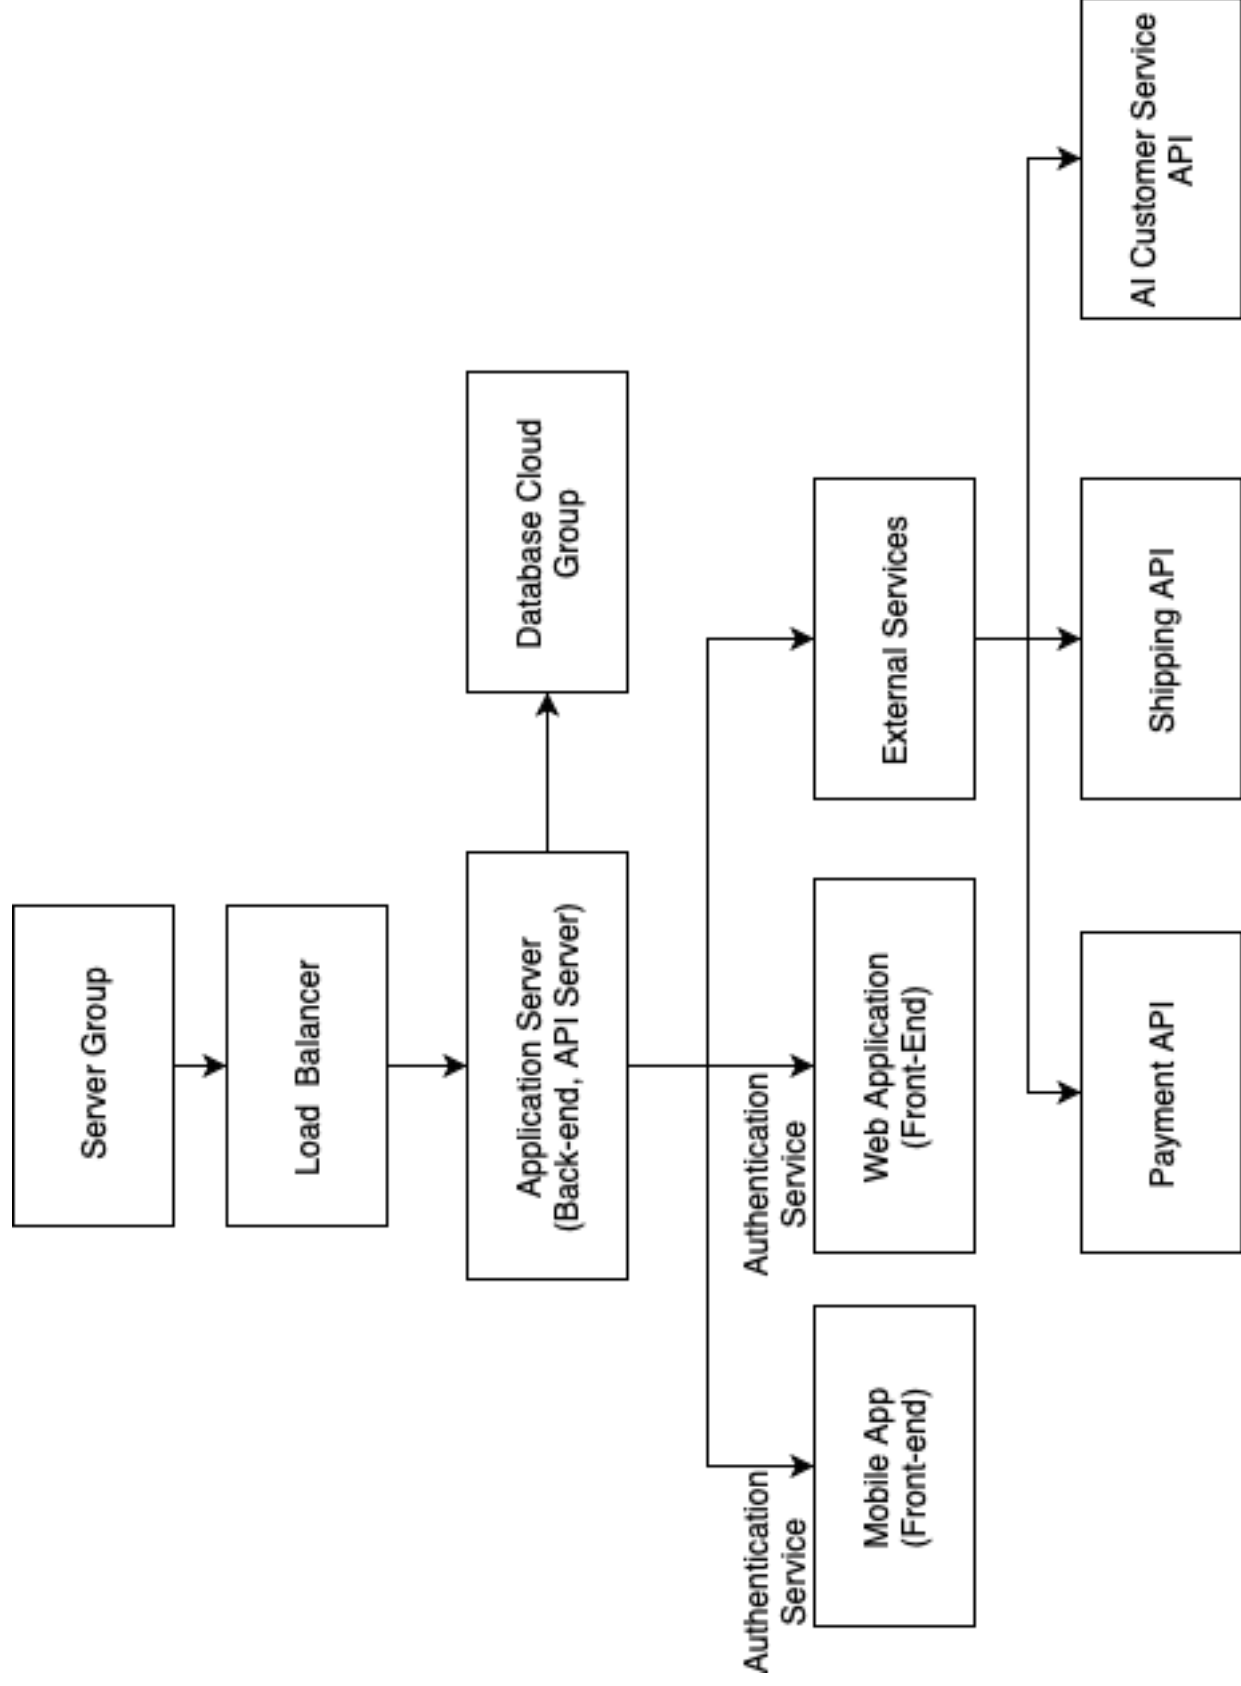 Server Group
Load  Balancer
Application Server
(Back-end, API Server)
Database Cloud
Group
Authentication
Service
Authentication
Service
Mobile App
(Front-end)
Web Application
(Front-End)
External Services
Payment API
Shipping API
AI Customer Service
API